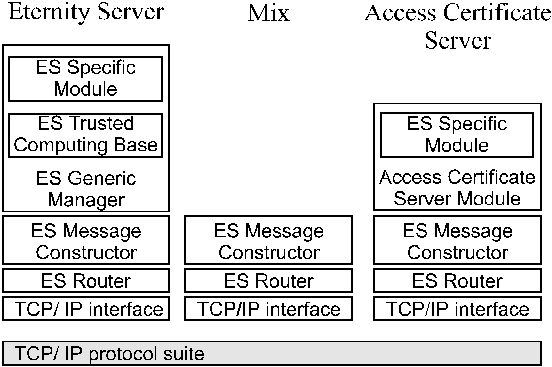 Eternity Server
Mix
Access Certificate
Server
ES Specific
Module
ES Trusted
Computing Base
ES Generic
Manager
ES Message
Constructor
ES Router
TCP/ IP interface
ES Message
Constructor
ES Router
TCP/IP interface
ES Specific
Module
Access Certificate
Server Module
ES Message
Constructor
ES Router
TCP/IP interface
TCP/ IP protocol suite